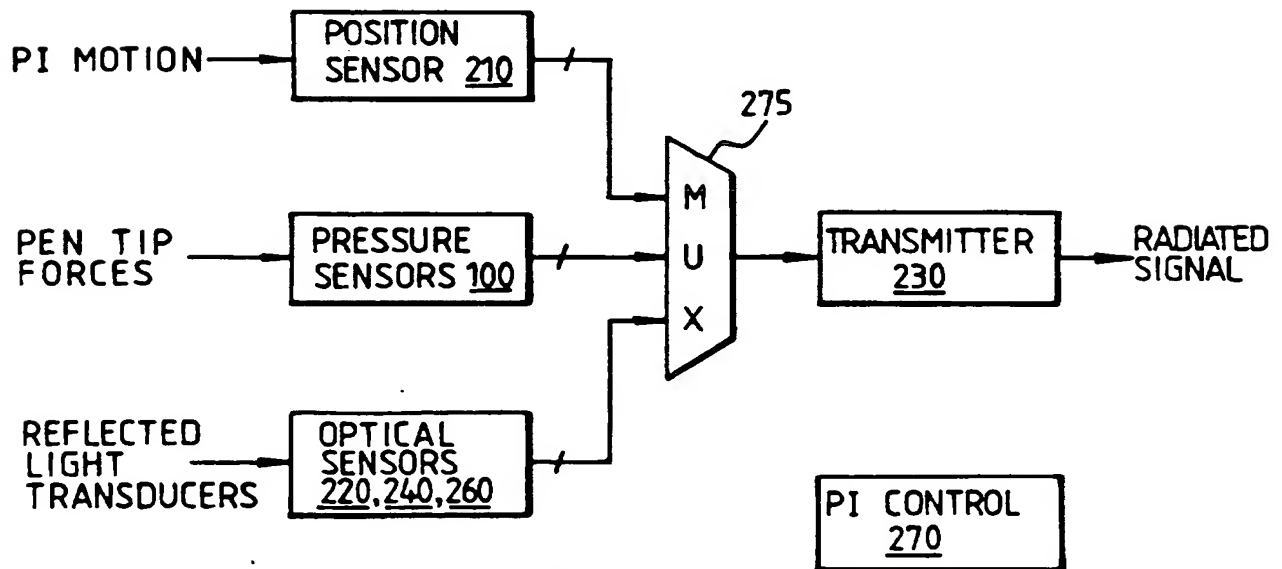 PI MOTION
POSITION
SENSOR 210
275
PEN TIP
FORCES
PRESSURE
SENSORS 100
M
U
X
TRANSMITTER
230
RADIATED
SIGNAL
REFLECTED
LIGHT
TRANSDUCERS
OPTICAL
SENSORS
220,240,260
PI CONTROL
270